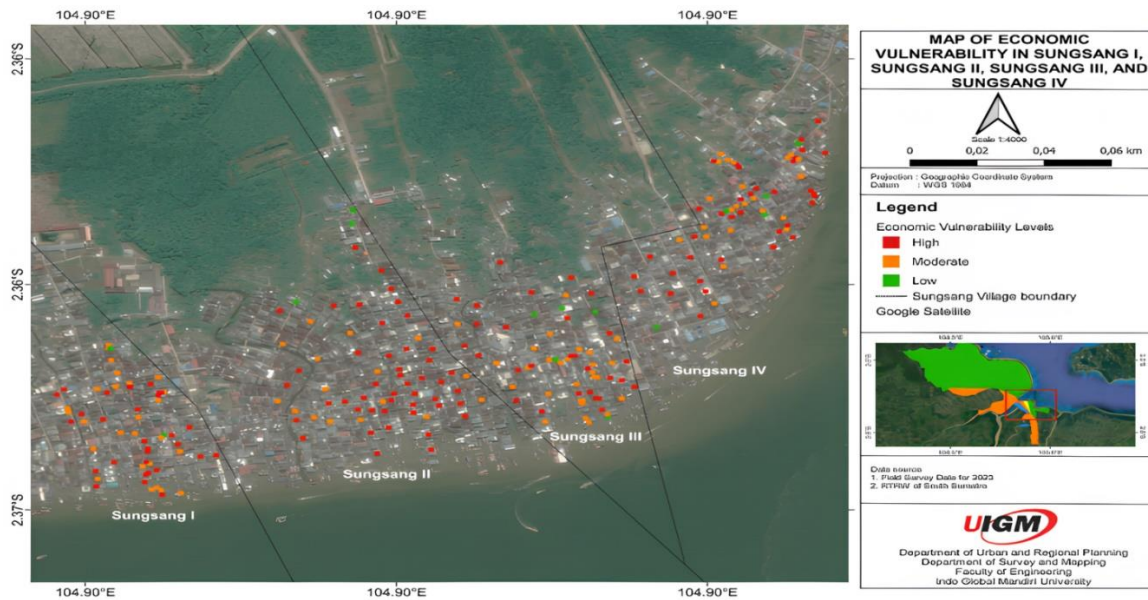 104.90°E 104.90°E 104.90°E
2.36°S
2.36°S
2.37°S
Sungsang I
Sungsang II
Sungsang III
Sungsang IV
104.90°E 104.90°E 104.90°E
MAP OF ECONOMIC
VULNERABILITY IN SUNGSANG I,
SUNGSANG II, SUNGSANG III, AND
SUNGSANG IV
Scale 1:4000
0 0,02 0,04 0,06 km
Projection : Geographic Coordinate System
Datum : WGS 1984
Legend
Economic Vulnerability Levels
High
Moderate
Low
Sungsang Village boundary
Google Satellite
Data source
1. Field Survey Data for 2023
2. RTRW of South Sumatra
UIGM
Department of Urban and Regional Planning
Department of Survey and Mapping
Faculty of Engineering
Indo Global Mandiri University